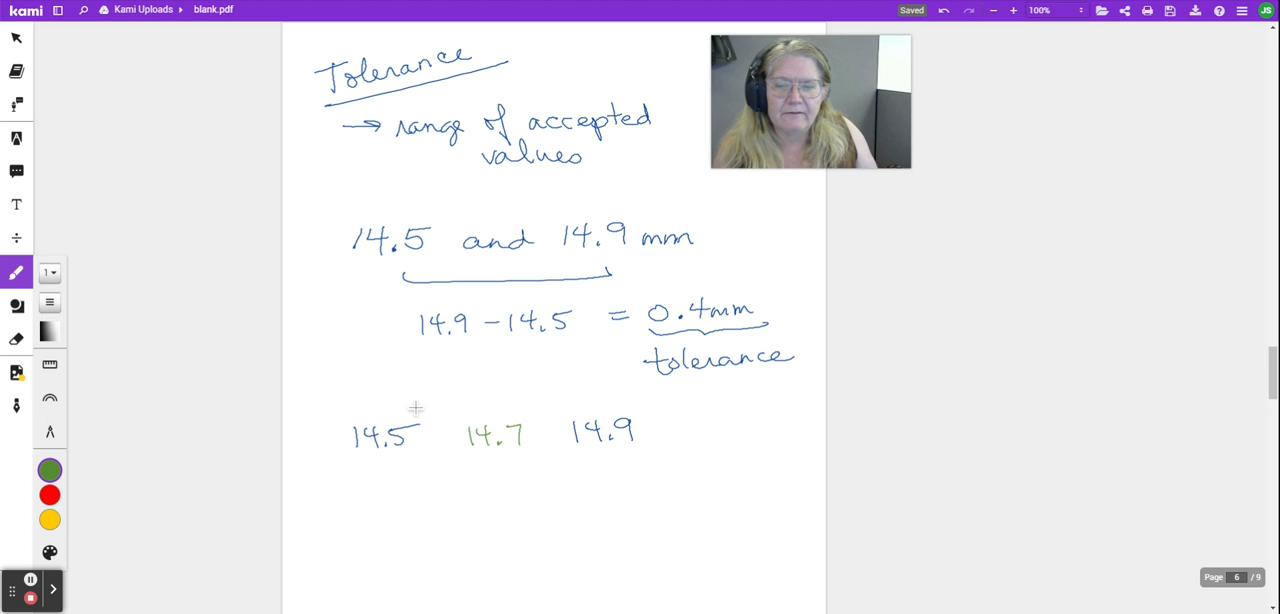 kami Kami Uploads blank.pdf Saved 100% JS
Tolerance
→ range of accepted
values
14.5 and 14.9 mm
14.9 - 14.5 = 0.4mm
tolerance
14.5 14.7 14.9
T
1
Page 6 / 9